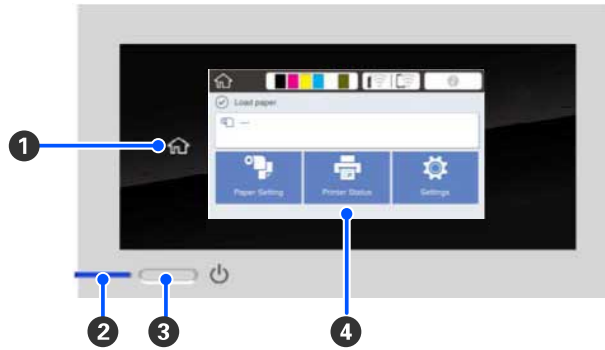 Load paper
---
Paper Setting
Printer Status
Settings
1
2
3
4